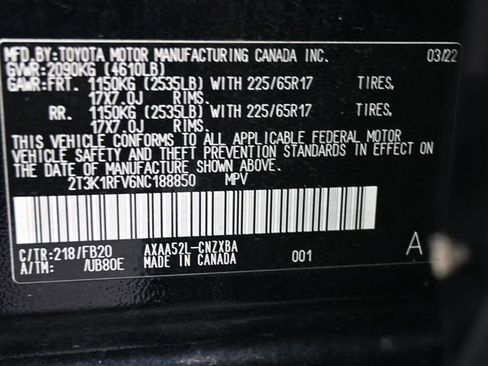 MFD.BY:TOYOTA MOTOR MANUFACTURING CANADA INC. 03/22
GVWR:2090KG (4610LB)
GAWR:FRT. 1150KG (2535LB) WITH 225/65R17 TIRES,
17X7.0J RIMS.
RR. 1150KG (2535LB) WITH 225/65R17 TIRES,
17X7.0J RIMS.
THIS VEHICLE CONFORMS TO ALL APPLICABLE FEDERAL MOTOR
VEHICLE SAFETY AND THEFT PREVENTION STANDARDS IN EFFECT ON
THE DATE OF MANUFACTURE SHOWN ABOVE.
2T3K1RFV6NC188850 MPV
C/TR:218/FB20 AXAA52L-CNZXBA
A/TM: /UB80E MADE IN CANADA 001 A